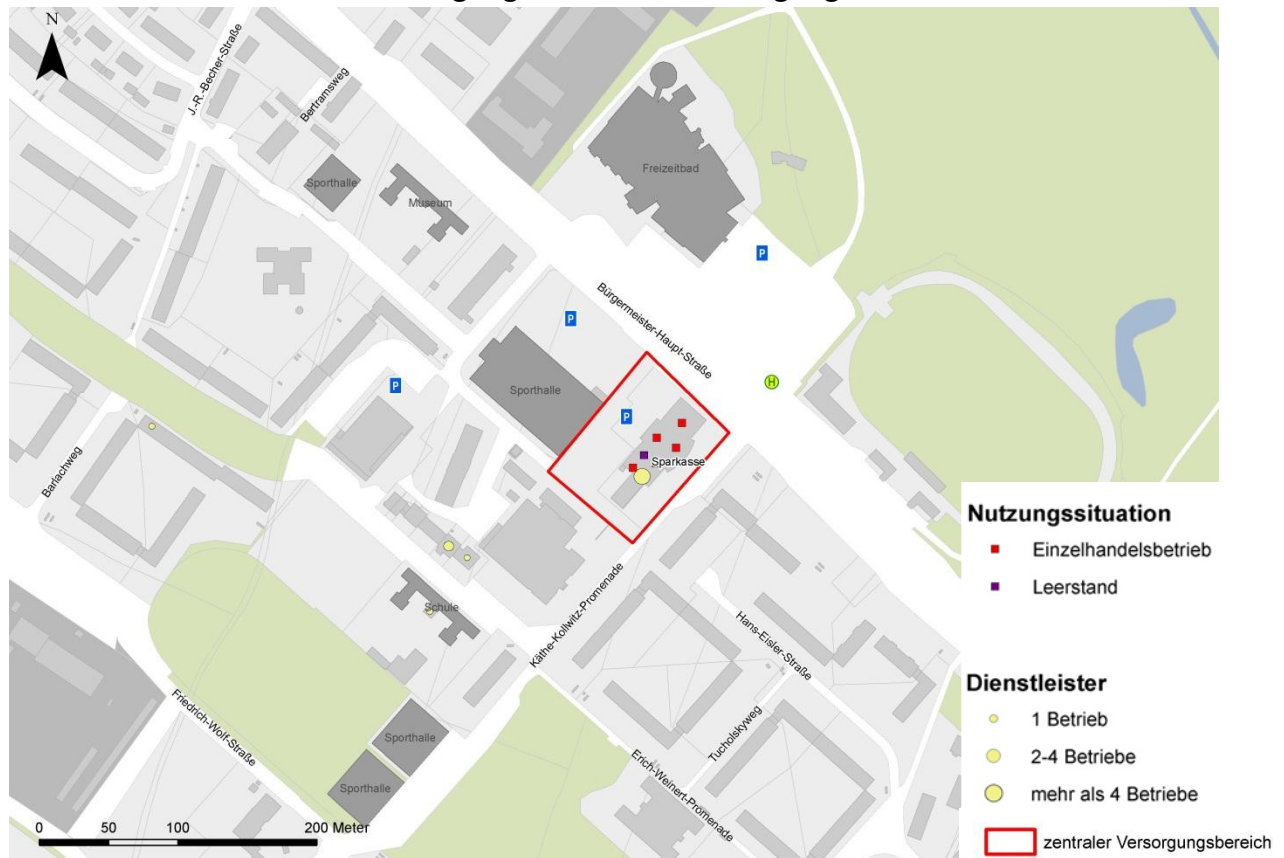 N
J.-R.-Becher-Straße
Bertramsweg
Sporthalle
Museum
Freizeitbad
P
P
Bürgermeister-Haupt-Straße
H
P
Sporthalle
P
Sparkasse
Barlachweg
Schule
Käthe-Kollwitz-Promenade
Hans-Eisler-Straße
Tucholskyweg
Friedrich-Wolf-Straße
Sporthalle
Sporthalle
Erich-Weinert-Promenade
0 50 100 200 Meter
Nutzungssituation
Einzelhandelsbetrieb
Leerstand
Dienstleister
1 Betrieb
2-4 Betriebe
mehr als 4 Betriebe
zentraler Versorgungsbereich